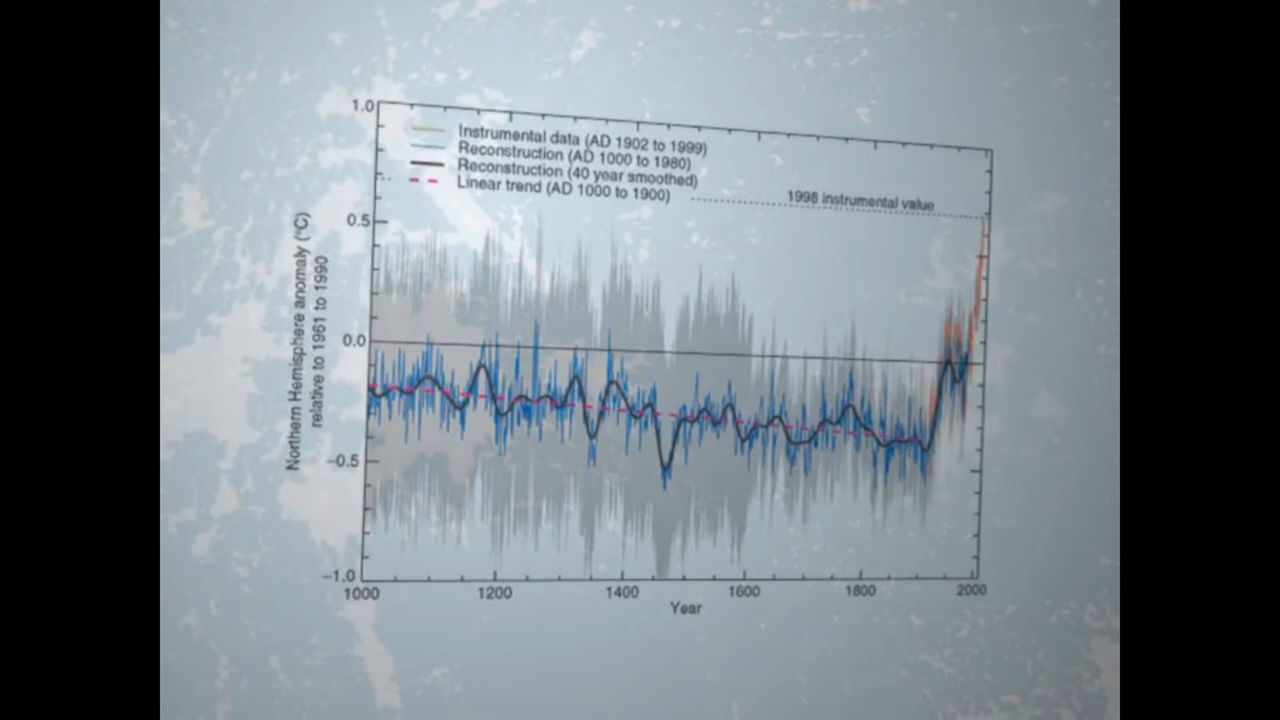 1.0
Instrumental data (AD 1902 to 1999)
Reconstruction (AD 1000 to 1980)
Reconstruction (40 year smoothed)
Linear trend (AD 1000 to 1900)
1998 instrumental value
0.5
Northern Hemisphere anomaly (°C)
relative to 1961 to 1990
0.0
−0.5
−1.0
1000 1200 1400 1600 1800 2000
Year